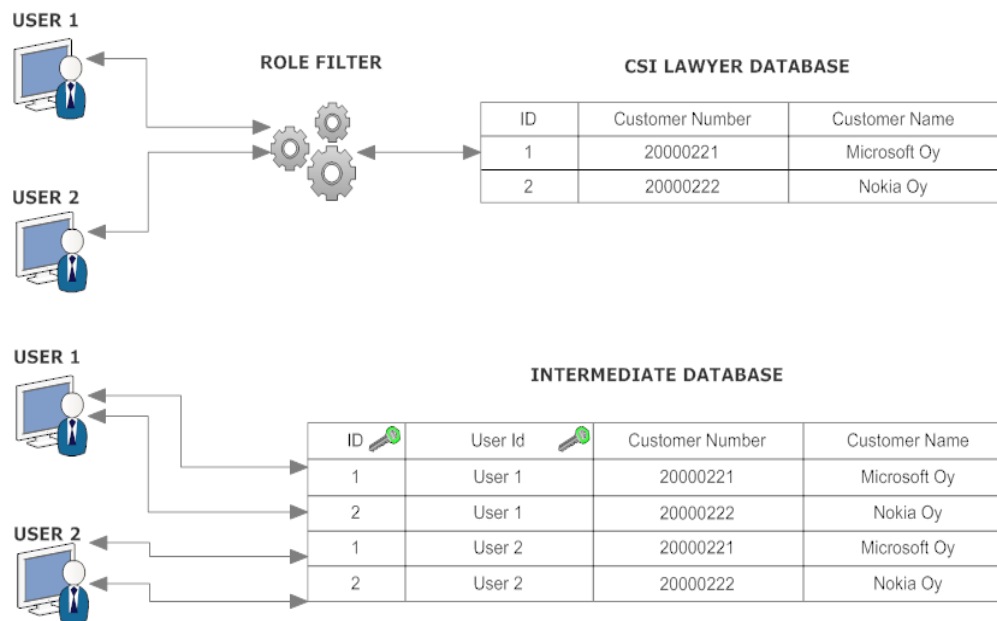 USER 1
ROLE FILTER
CSI LAWYER DATABASE
ID Customer Number Customer Name
1 20000221 Microsoft Oy
2 20000222 Nokia Oy
USER 2
USER 1
INTERMEDIATE DATABASE
ID User Id Customer Number Customer Name
1 User 1 20000221 Microsoft Oy
2 User 1 20000222 Nokia Oy
USER 2
1 User 2 20000221 Microsoft Oy
2 User 2 20000222 Nokia Oy